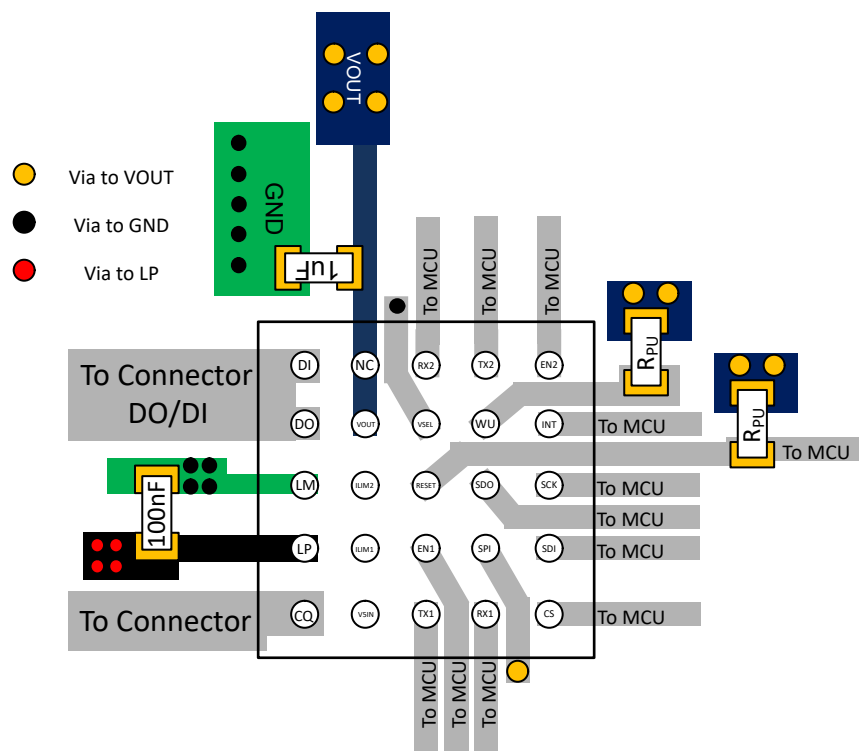 VOUT
Via to VOUT
Via to GND
Via to LP
GND
1uF
To MCU
To MCU
To MCU
RPU
RPU
To Connector
DO/DI
DI
NC
RX2
TX2
EN2
DO
VOUT
VSEL
WU
INT
To MCU
To MCU
100nF
LM
ILIM2
RESET
SDO
SCK
To MCU
To MCU
LP
ILIM1
EN1
SPI
SDI
To MCU
To Connector
CQ
VSIN
TX1
RX1
CS
To MCU
To MCU
To MCU
To MCU